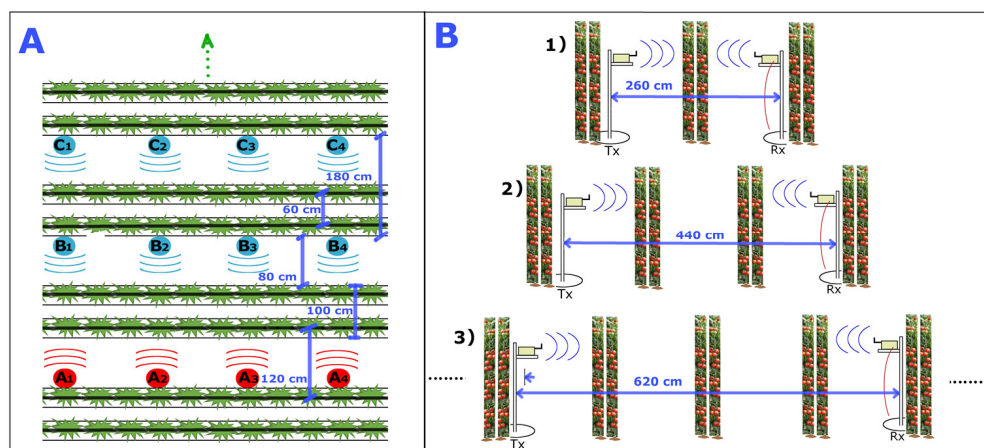 A
C1 C2 C3 C4
180 cm
60 cm
B1 B2 B3 B4
80 cm
100 cm
A1 A2 A3 A4
120 cm
B
1)
260 cm
Tx Rx
2)
440 cm
Tx Rx
3)
620 cm
Tx Rx